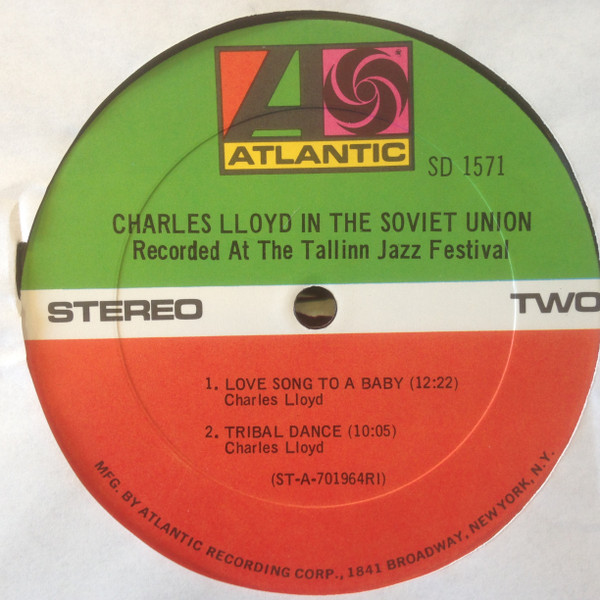 ATLANTIC
SD 1571
CHARLES LLOYD IN THE SOVIET UNION
Recorded At The Tallinn Jazz Festival
STEREO
TWO
1. LOVE SONG TO A BABY (12:22)
Charles Lloyd
2. TRIBAL DANCE (10:05)
Charles Lloyd
(ST-A-701964RI)
MFG. BY ATLANTIC RECORDING CORP., 1841 BROADWAY, NEW YORK, N.Y.